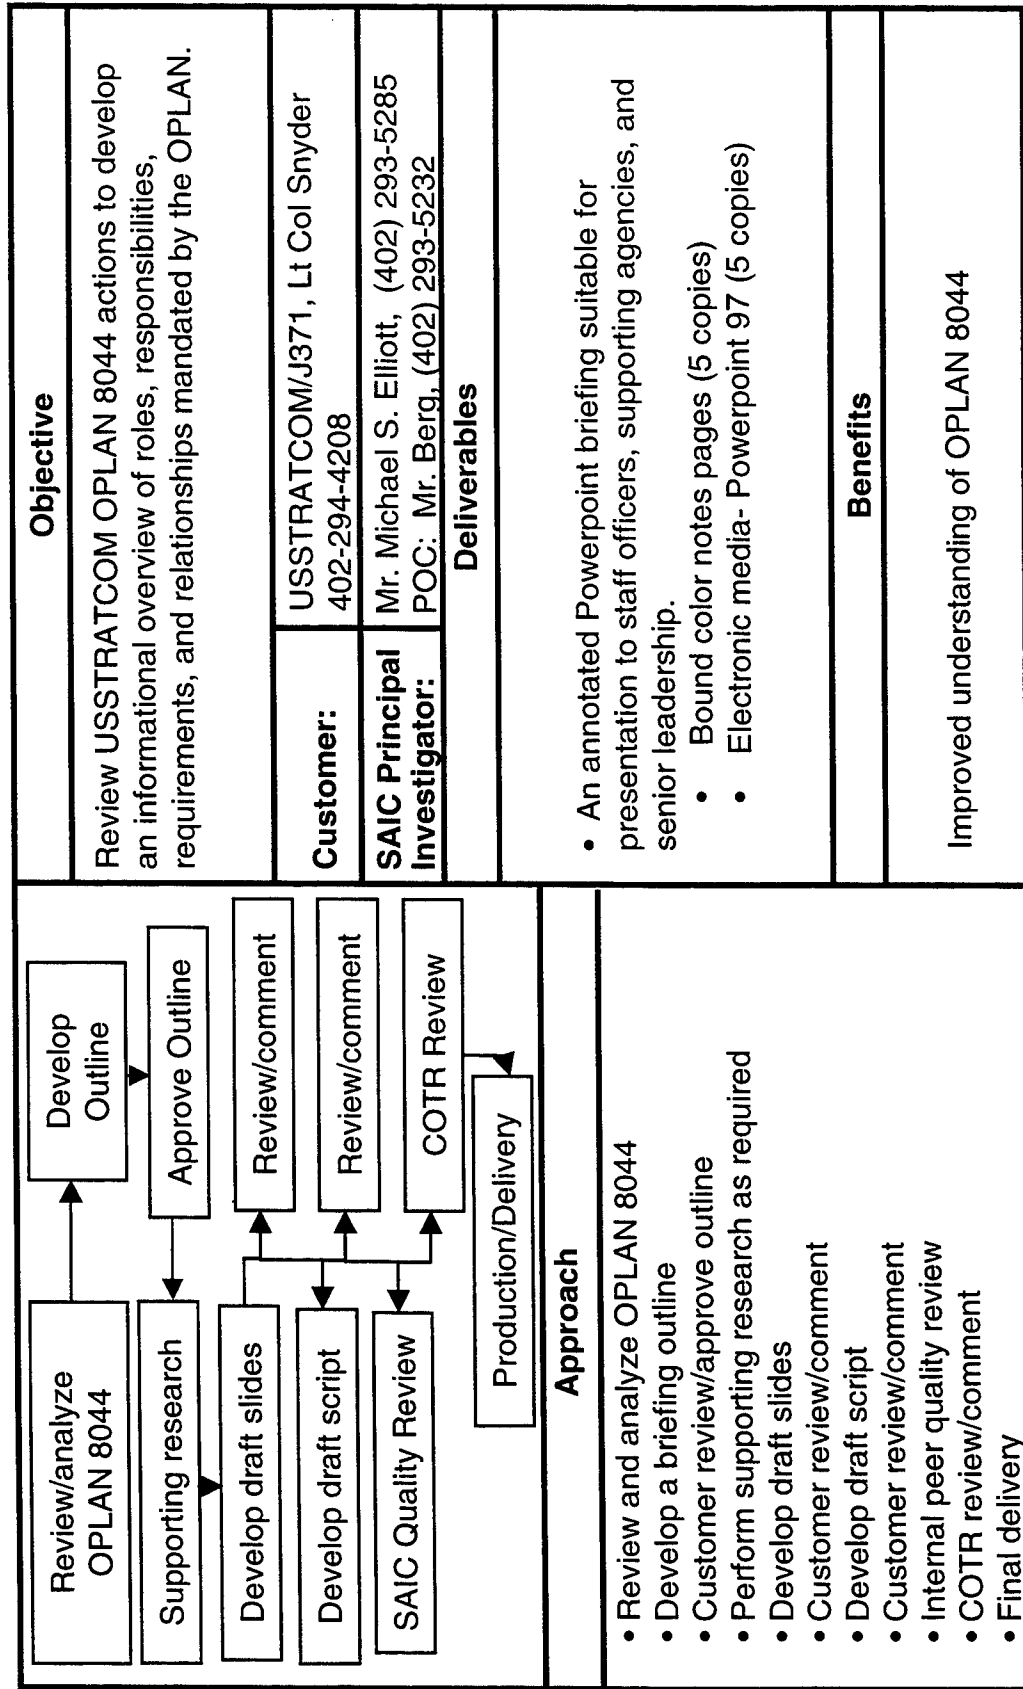 Review/analyze
OPLAN 8044
Develop
Outline
Supporting research
Approve Outline
Develop draft slides
Review/comment
Develop draft script
Review/comment
SAIC Quality Review
COTR Review
Production/Delivery
Approach
• Review and analyze OPLAN 8044
• Develop a briefing outline
• Customer review/approve outline
• Perform supporting research as required
• Develop draft slides
• Customer review/comment
• Develop draft script
• Customer review/comment
• Internal peer quality review
• COTR review/comment
• Final delivery
Objective
Review USSTRATCOM OPLAN 8044 actions to develop
an informational overview of roles, responsibilities,
requirements, and relationships mandated by the OPLAN.
Customer:
USSTRATCOM/J371, Lt Col Snyder
402-294-4208
SAIC Principal
Investigator:
Mr. Michael S. Elliott, (402) 293-5285
POC: Mr. Berg, (402) 293-5232
Deliverables
• An annotated Powerpoint briefing suitable for
presentation to staff officers, supporting agencies, and
senior leadership.
• Bound color notes pages (5 copies)
• Electronic media- Powerpoint 97 (5 copies)
Benefits
Improved understanding of OPLAN 8044